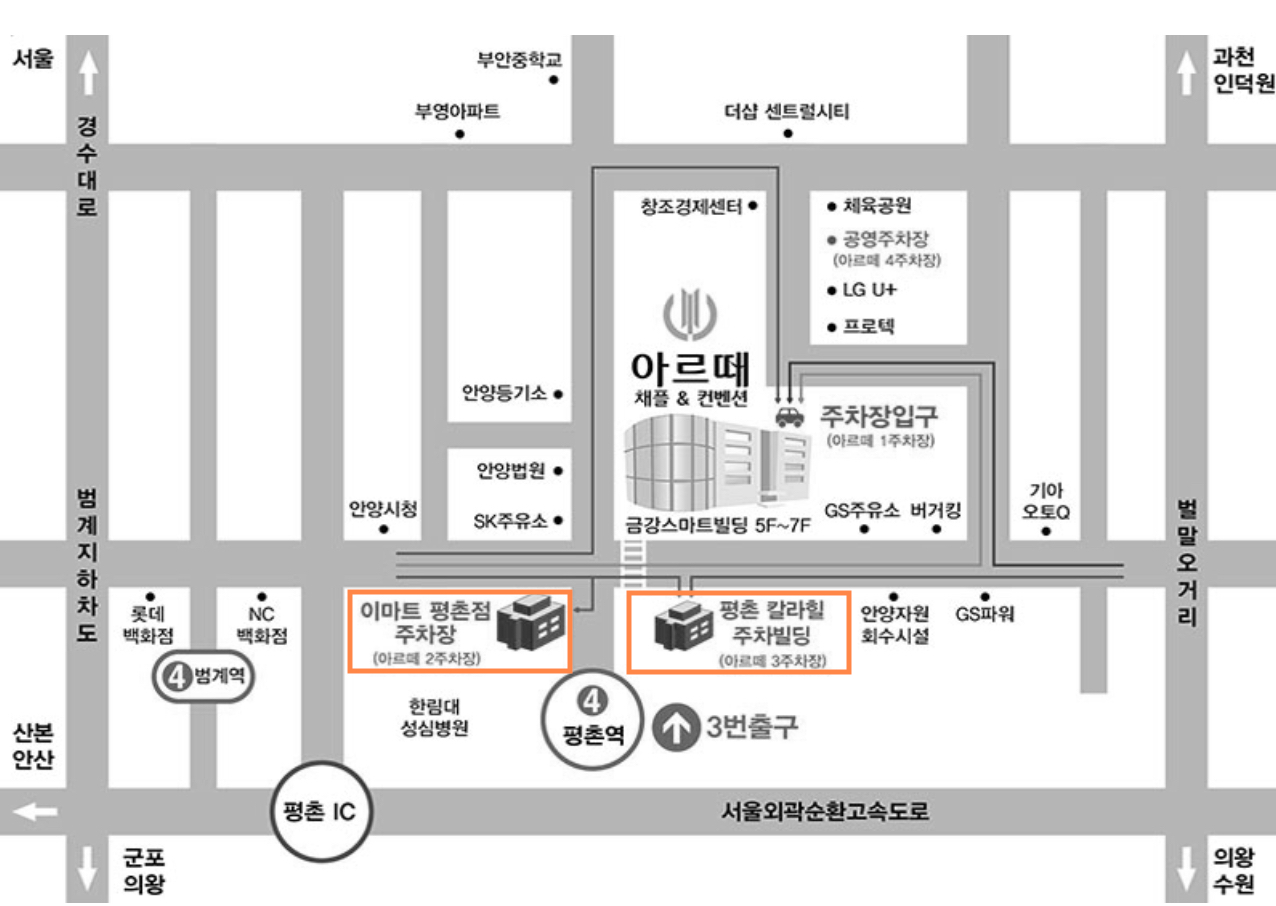 서울
부안중학교
과천
인덕원
부영아파트
더샵 센트럴시티
경수대로
창조경제센터
체육공원
공영주차장
(아르떼 4주차장)
LG U+
프로텍
아르떼
채플 & 컨벤션
안양등기소
주차장입구
(아르떼 1주차장)
안양법원
안양시청
SK주유소
금강스마트빌딩 5F~7F
GS주유소
버거킹
기아
오토Q
범계지하차도
벌말오거리
롯데
백화점
NC
백화점
이마트 평촌점
주차장
(아르떼 2주차장)
평촌 칼라힐
주차빌딩
(아르떼 3주차장)
안양자원
회수시설
GS파워
4 범계역
한림대
성심병원
4
평촌역
3번출구
산본
안산
평촌 IC
서울외곽순환고속도로
군포
의왕
의왕
수원